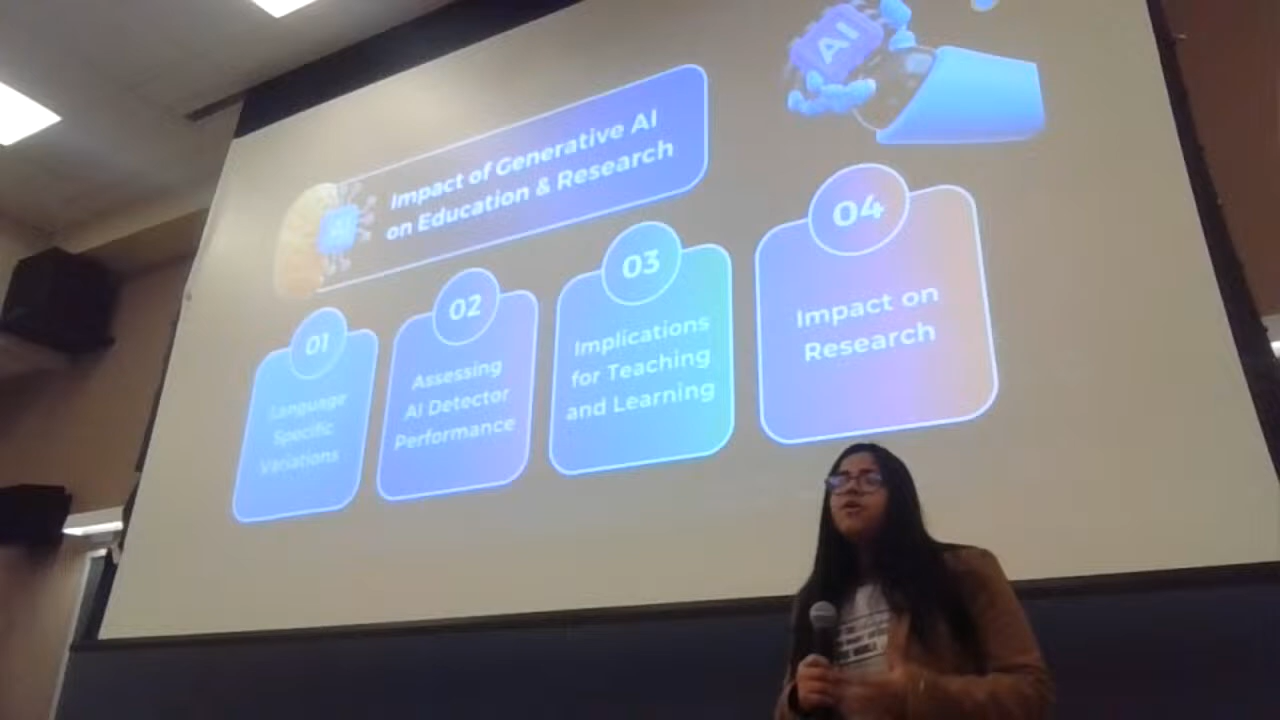 AI
Impact of Generative AI
on Education & Research
AI
01
Language
Specific
Variations
02
Assessing
AI Detector
Performance
03
Implications
for Teaching
and Learning
04
Impact on
Research